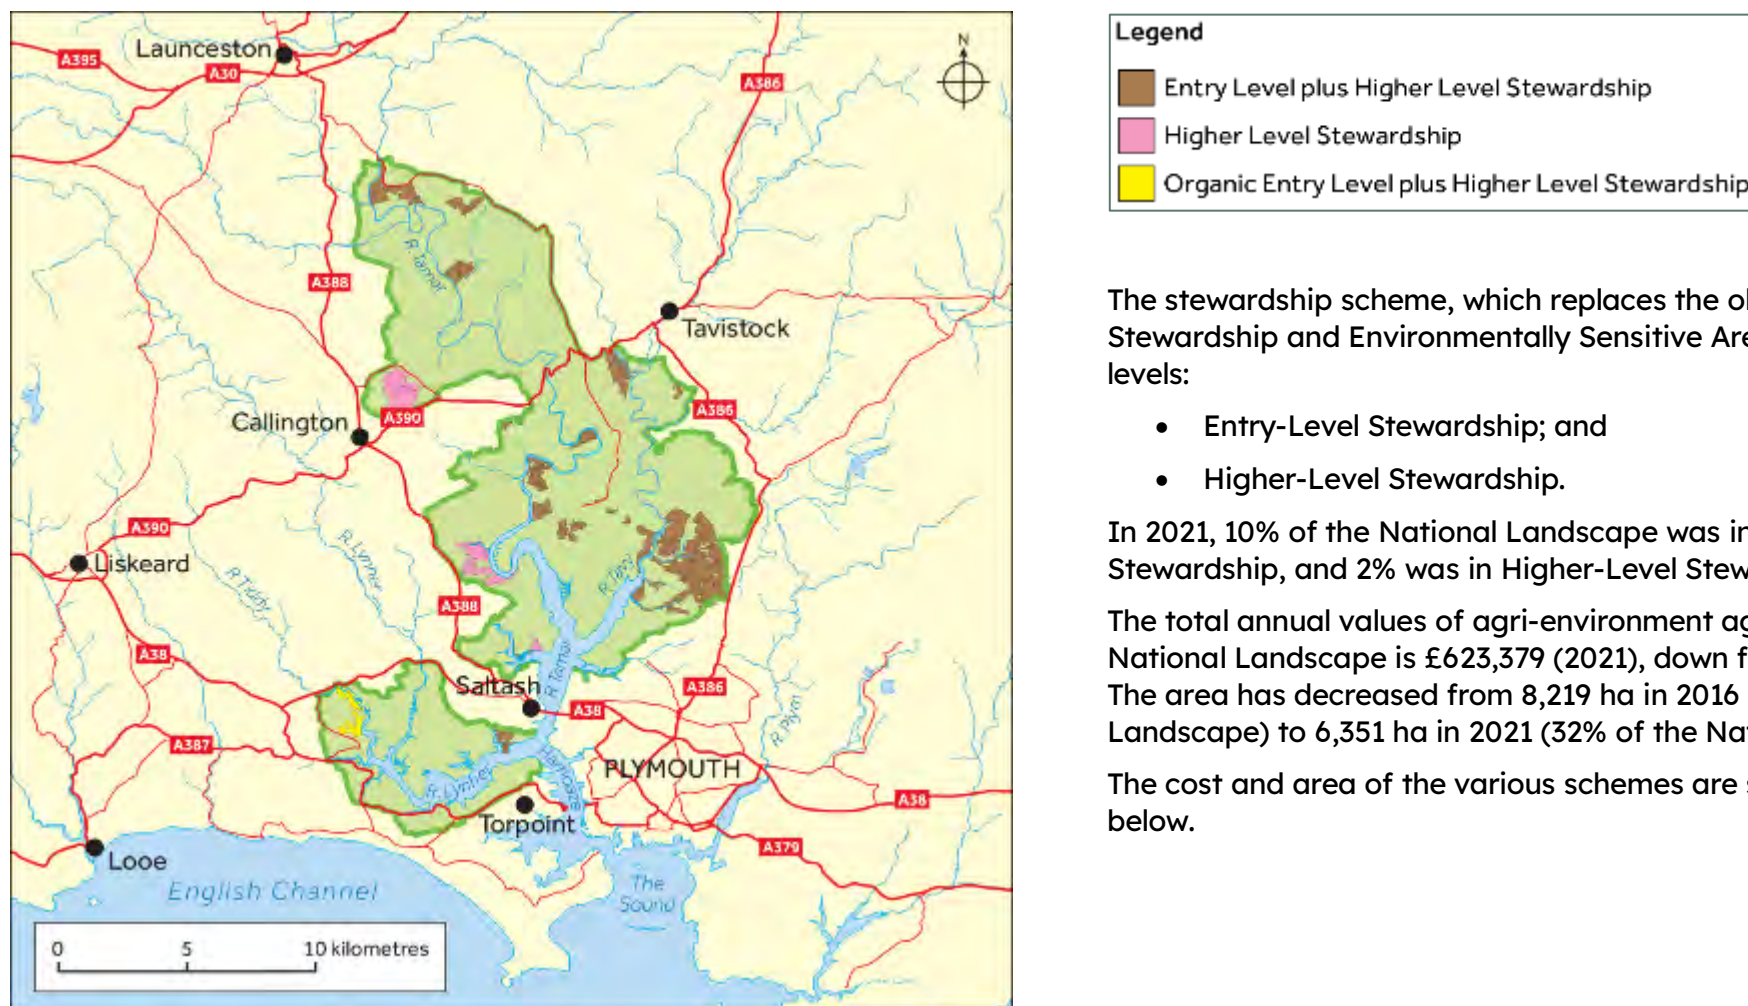 Launceston
A395
A30
A386
N
R. Tamar
A388
Tavistock
Callington
A390
A386
A390
Liskeard
R. Lynher
R Tiddy
R. Tavy
A388
A38
Saltash
R. Tamar
A386
A38
R. Plym
A387
PLYMOUTH
Hamoaze
R. Lynher
A38
Torpoint
A379
Looe
English Channel
The
Sound
0 5 10 kilometres
Legend
Entry Level plus Higher Level Stewardship
Higher Level Stewardship
Organic Entry Level plus Higher Level Stewardship
The stewardship scheme, which replaces the
Stewardship and Environmentally Sensitive
levels:
• Entry-Level Stewardship; and
• Higher-Level Stewardship.
In 2021, 10% of the National Landscape was
Stewardship, and 2% was in Higher-Level
The total annual values of agri-environment
National Landscape is £623,379 (2021), down
The area has decreased from 8,219 ha in 2016
Landscape) to 6,351 ha in 2021 (32% of the
The cost and area of the various schemes are
below.